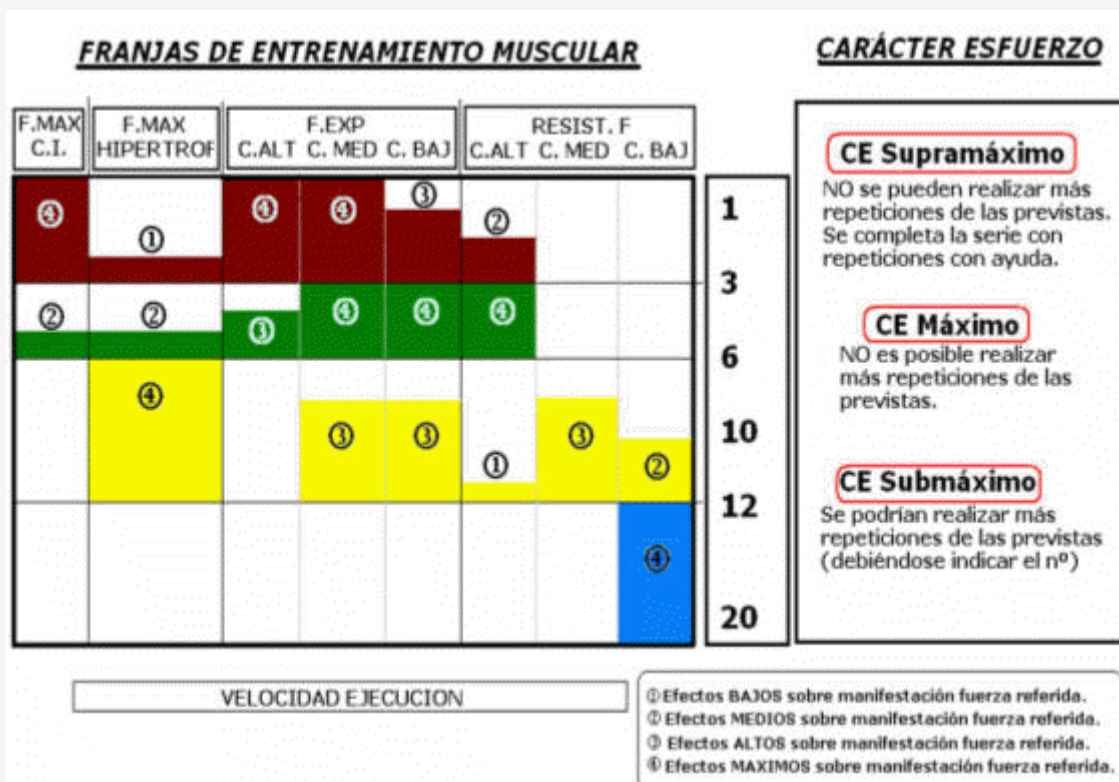 FRANJAS DE ENTRENAMIENTO MUSCULAR
CARÁCTER ESFUERZO
F.MAX C.I.
F.MAX HIPERTROF
F.EXP
C.ALT C. MED C. BAJ
RESIST. F
C.ALT C. MED C. BAJ
④ ① ④ ④ ③ ②
② ② ③ ④ ④ ④
④ ③ ③ ① ③ ②
④
1
3
6
10
12
20
CE Supramáximo
NO se pueden realizar más
repeticiones de las previstas.
Se completa la serie con
repeticiones con ayuda.
CE Máximo
NO es posible realizar
más repeticiones de las
previstas.
CE Submáximo
Se podrían realizar más
repeticiones de las previstas
(debiéndose indicar el nº)
VELOCIDAD EJECUCION
① Efectos BAJOS sobre manifestación fuerza referida.
② Efectos MEDIOS sobre manifestación fuerza referida.
③ Efectos ALTOS sobre manifestación fuerza referida.
④ Efectos MAXIMOS sobre manifestación fuerza referida.